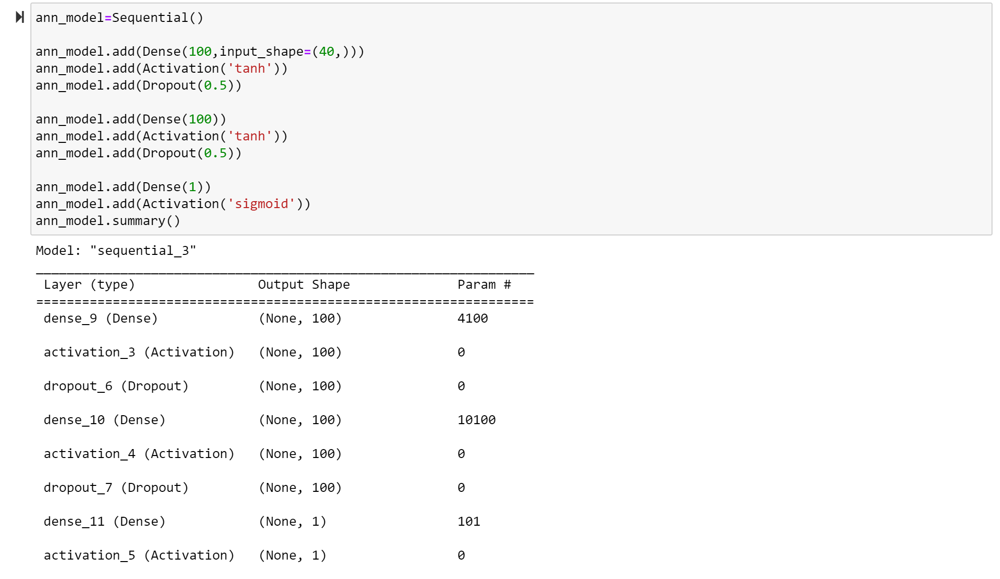 ann_model=Sequential()
ann_model.add(Dense(100,input_shape=(40,)))
ann_model.add(Activation('tanh'))
ann_model.add(Dropout(0.5))
ann_model.add(Dense(100))
ann_model.add(Activation('tanh'))
ann_model.add(Dropout(0.5))
ann_model.add(Dense(1))
ann_model.add(Activation('sigmoid'))
ann_model.summary()
Model: "sequential_3"
_________________________________________________________________
Layer (type) Output Shape Param #
=================================================================
dense_9 (Dense) (None, 100) 4100
activation_3 (Activation) (None, 100) 0
dropout_6 (Dropout) (None, 100) 0
dense_10 (Dense) (None, 100) 10100
activation_4 (Activation) (None, 100) 0
dropout_7 (Dropout) (None, 100) 0
dense_11 (Dense) (None, 1) 101
activation_5 (Activation) (None, 1) 0